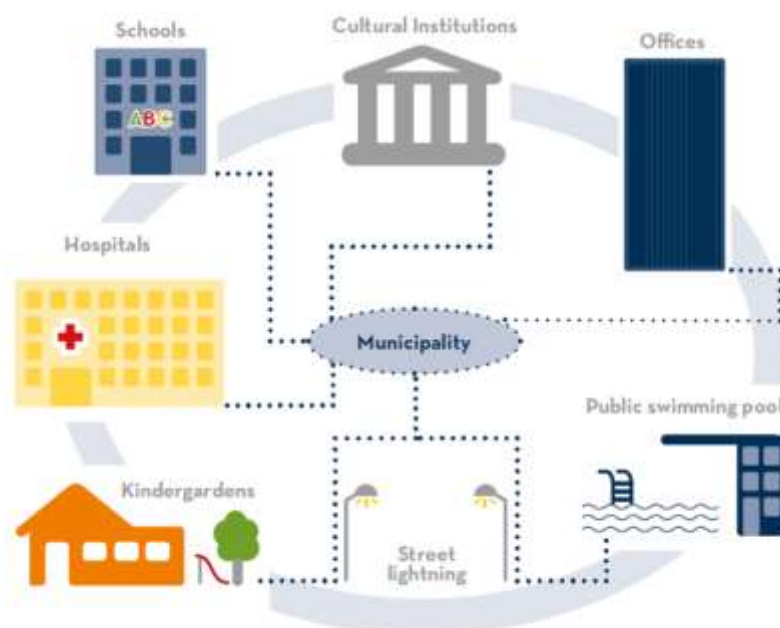 Schools
Cultural Institutions
Offices
ABC
Hospitals
Municipality
Public swimming pool
Kindergardens
Street
lightning